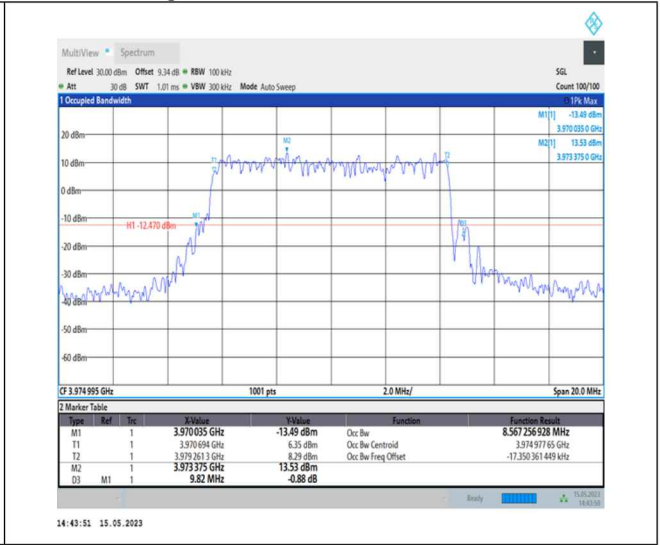 MultiView Spectrum
Ref Level 30.00 dBm Offset 9.34 dB RBW 100 kHz SGL
Att 30 dB SWT 1.01 ms VBW 300 kHz Mode Auto Sweep Count 100/100
1 Occupied Bandwidth 1Pk Max
M1[1] -13.49 dBm
3.970 035 0 GHz
M2[1] 13.53 dBm
3.973 375 0 GHz
20 dBm
M2
T1
T2
10 dBm
0 dBm
-10 dBm
M1
H1 -12.470 dBm
-20 dBm
-30 dBm
-40 dBm
-50 dBm
-60 dBm
CF 3.974 995 GHz 1001 pts 2.0 MHz/ Span 20.0 MHz
2 Marker Table
Type Ref Trc X-Value Y-Value Function Function Result
M1 1 3.970 035 GHz -13.49 dBm Occ Bw 8.567 256 928 MHz
T1 1 3.970 694 GHz 6.35 dBm Occ Bw Centroid 3.974 977 65 GHz
T2 1 3.979 261 3 GHz 8.29 dBm Occ Bw Freq Offset -17.350 361 449 kHz
M2 1 3.973 375 GHz 13.53 dBm
D3 M1 1 9.82 MHz -0.88 dB
Ready 15.05.2023
14:43:50
14:43:51 15.05.2023